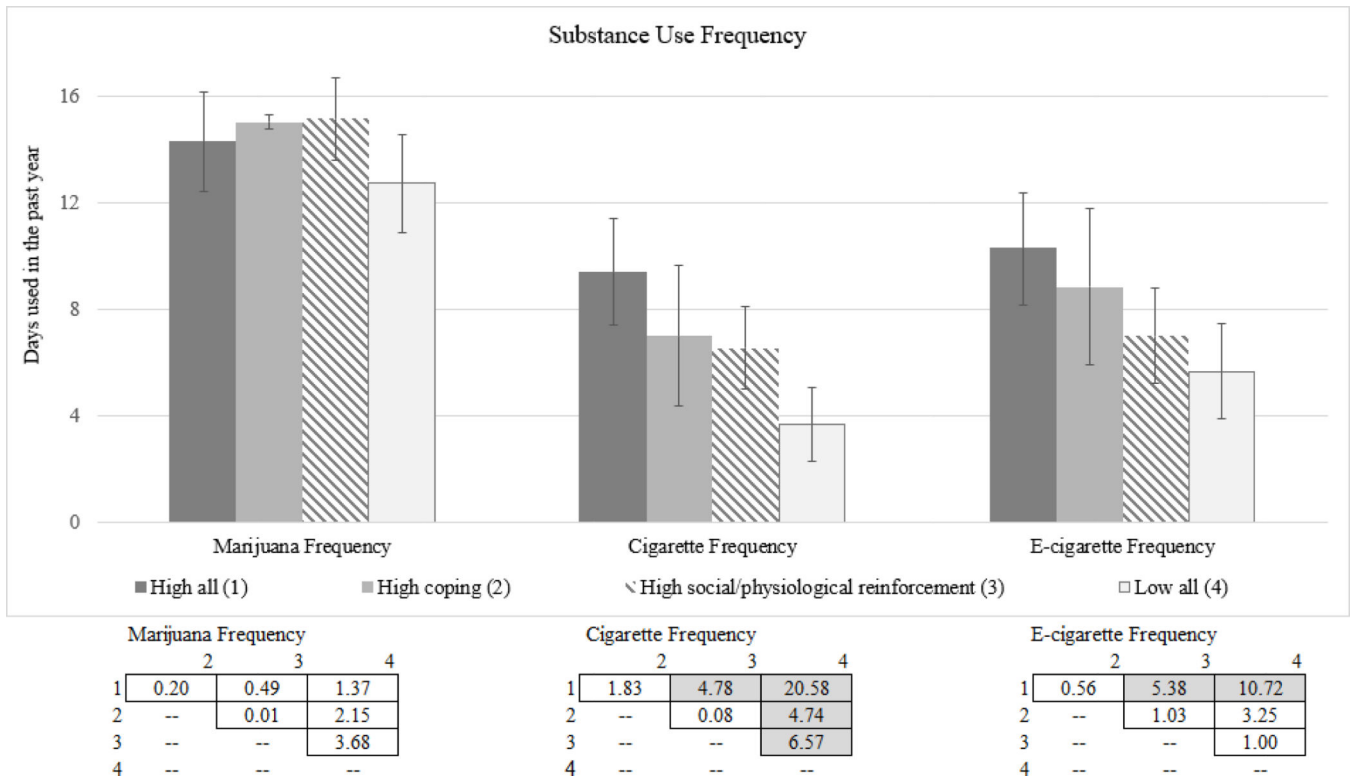 Substance Use Frequency
Days used in the past year
16
12
8
4
0
Marijuana Frequency Cigarette Frequency E-cigarette Frequency
High all (1) High coping (2) High social/physiological reinforcement (3) Low all (4)
Marijuana Frequency
2 3 4
1 0.20 0.49 1.37
2 -- 0.01 2.15
3 -- -- 3.68
4 -- -- --
Cigarette Frequency
2 3 4
1 1.83 4.78 20.58
2 -- 0.08 4.74
3 -- -- 6.57
4 -- -- --
E-cigarette Frequency
2 3 4
1 0.56 5.38 10.72
2 -- 1.03 3.25
3 -- -- 1.00
4 -- -- --